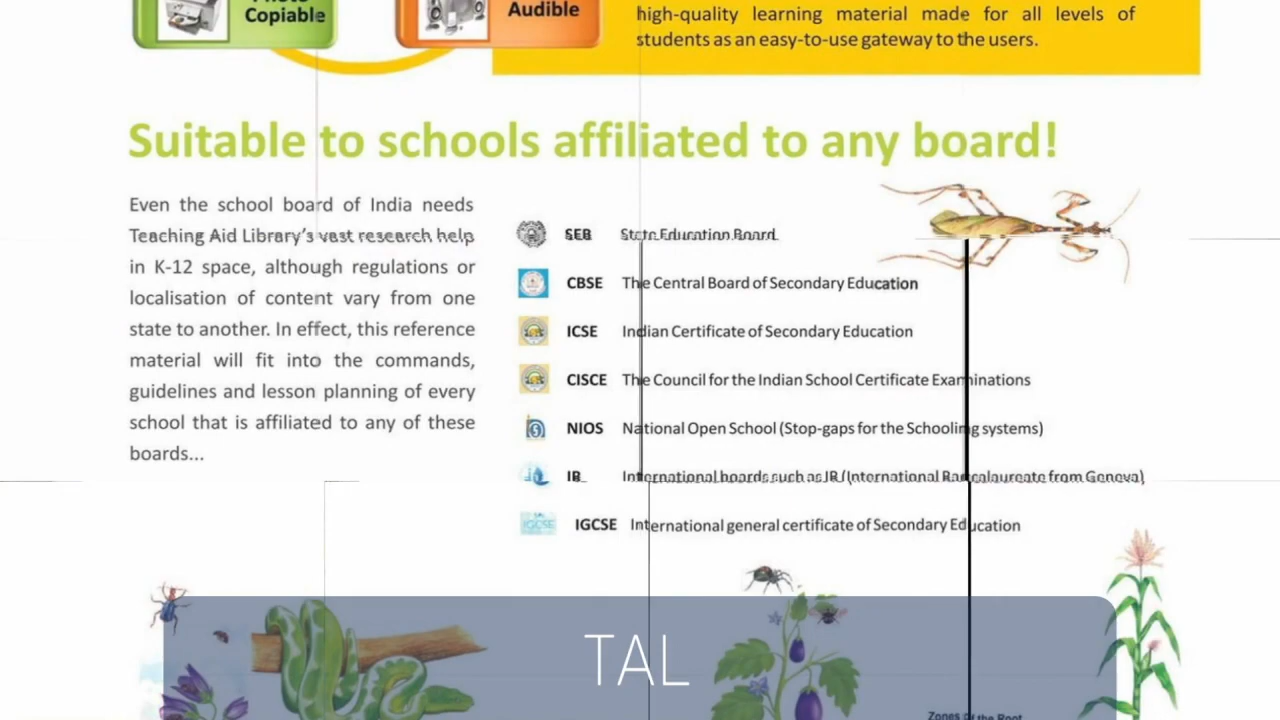 Photo
Copiable
Audible
high-quality learning material made for all levels of
students as an easy-to-use gateway to the users.
Suitable to schools affiliated to any board!
Even the school board of India needs
Teaching Aid Library's vast research help
in K-12 space, although regulations or
localisation of content vary from one
state to another. In effect, this reference
material will fit into the commands,
guidelines and lesson planning of every
school that is affiliated to any of these
boards...
SEB State Education Board
CBSE The Central Board of Secondary Education
ICSE Indian Certificate of Secondary Education
CISCE The Council for the Indian School Certificate Examinations
NIOS National Open School (Stop-gaps for the Schooling systems)
IB International boards such as IB (International Baccalaureate from Geneva)
IGCSE International general certificate of Secondary Education
TAL
Zones of the Root